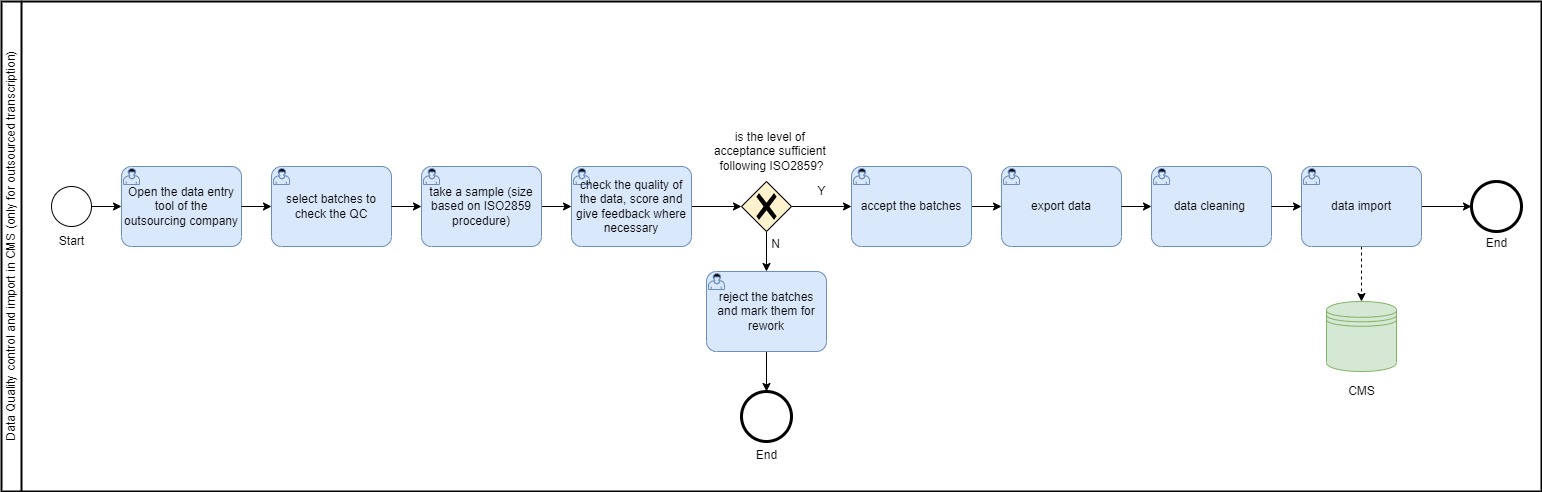 Data Quality control and import in CMS (only for outsourced transcription)
Start
Open the data entry
tool of the
outsourcing company
select batches to
check the QC
take a sample (size
based on ISO2859
procedure)
check the quality of
the data, score and
give feedback where
necessary
is the level of
acceptance sufficient
following ISO2859?
Y
N
accept the batches
export data
data cleaning
data import
End
reject the batches
and mark them for
rework
End
CMS